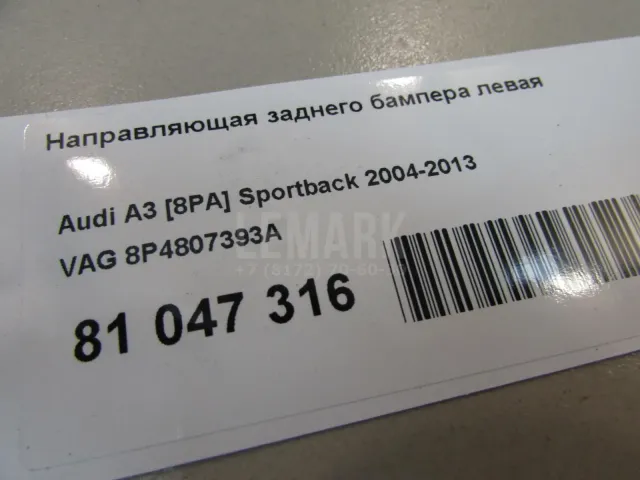 Направляющая заднего бампера левая
Audi A3 [8PA] Sportback 2004-2013
VAG 8P4807393A
81 047 316
LEMARK